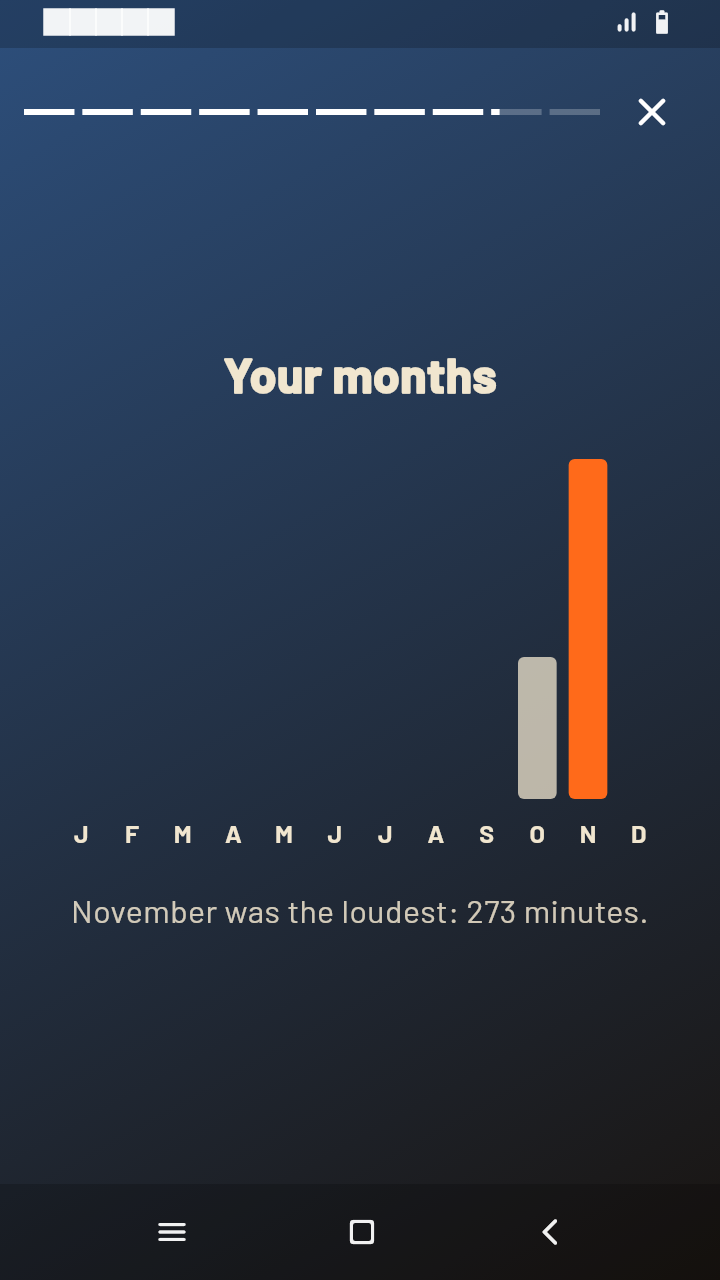 Your months
J F M A M J J A S O N D
November was the loudest: 273 minutes.